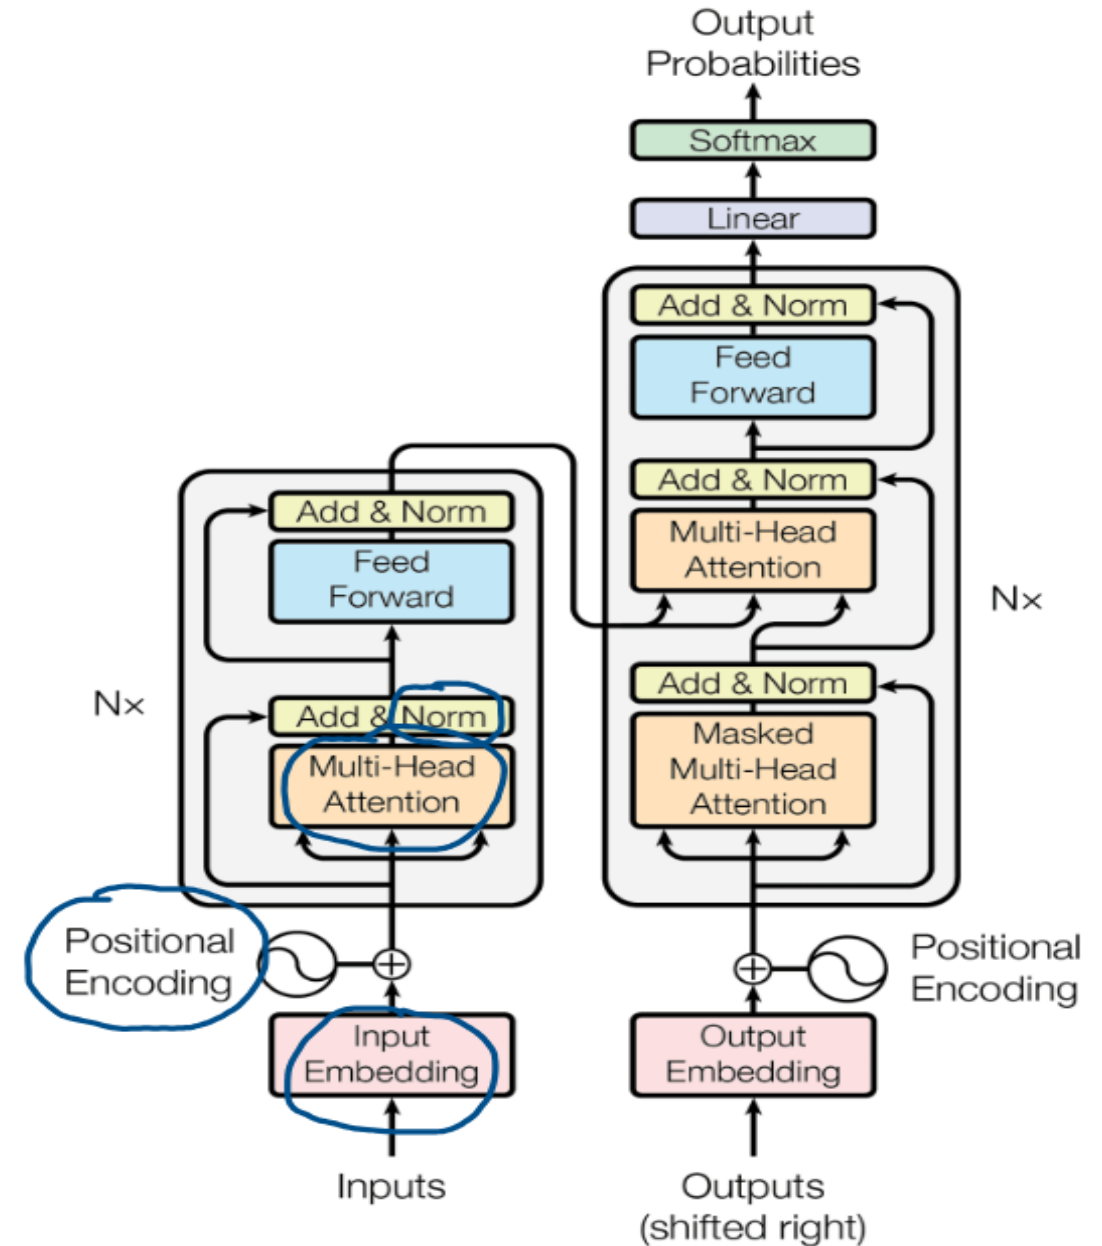 Output
Probabilities
Softmax
Linear
Add & Norm
Feed
Forward
Add & Norm
Multi-Head
Attention
Nx
Add & Norm
Masked
Multi-Head
Attention
Add & Norm
Feed
Forward
Nx
Add & Norm
Multi-Head
Attention
Positional
Encoding
Positional
Encoding
Input
Embedding
Output
Embedding
Inputs
Outputs
(shifted right)